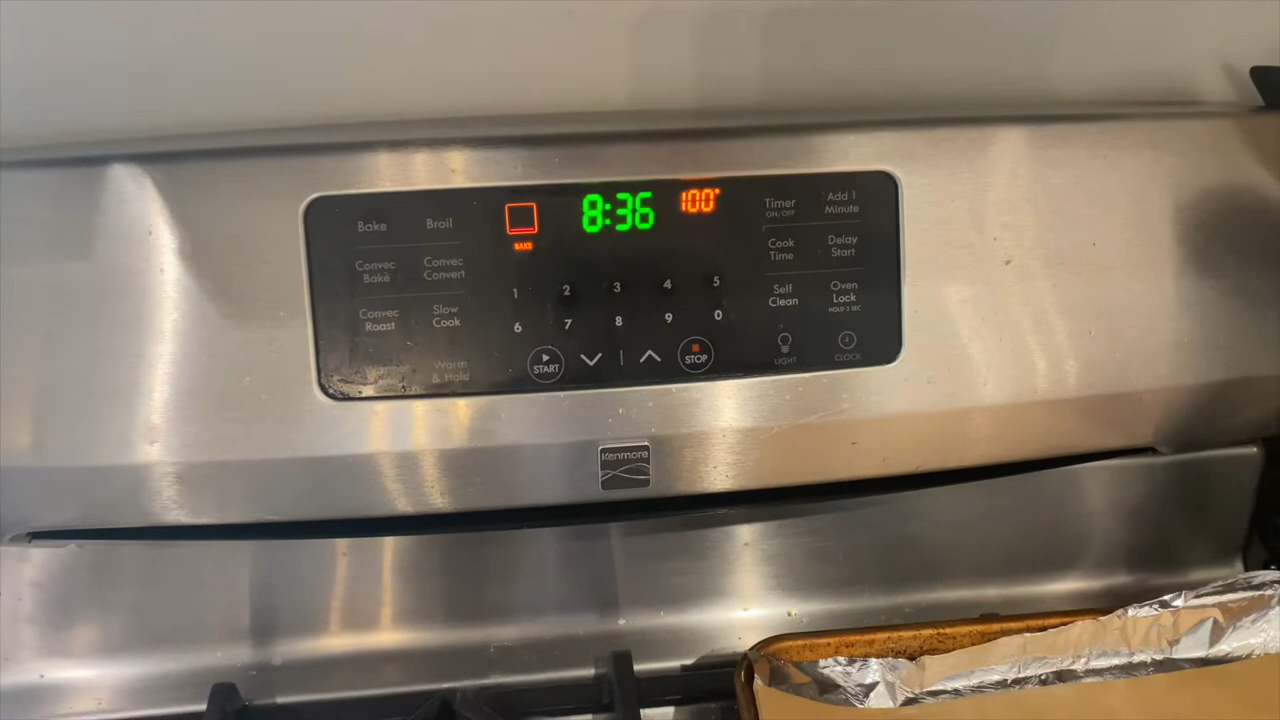 Bake Broil
Convec Bake
Convec Convert
Convec Roast
Slow Cook
Warm & Hold
BAKE
8:36
100°
1 2 3 4 5
6 7 8 9 0
START
STOP
Timer
ON/OFF
Add 1 Minute
Cook Time
Delay Start
Self Clean
Oven Lock
HOLD 3 SEC
LIGHT
CLOCK
Kenmore